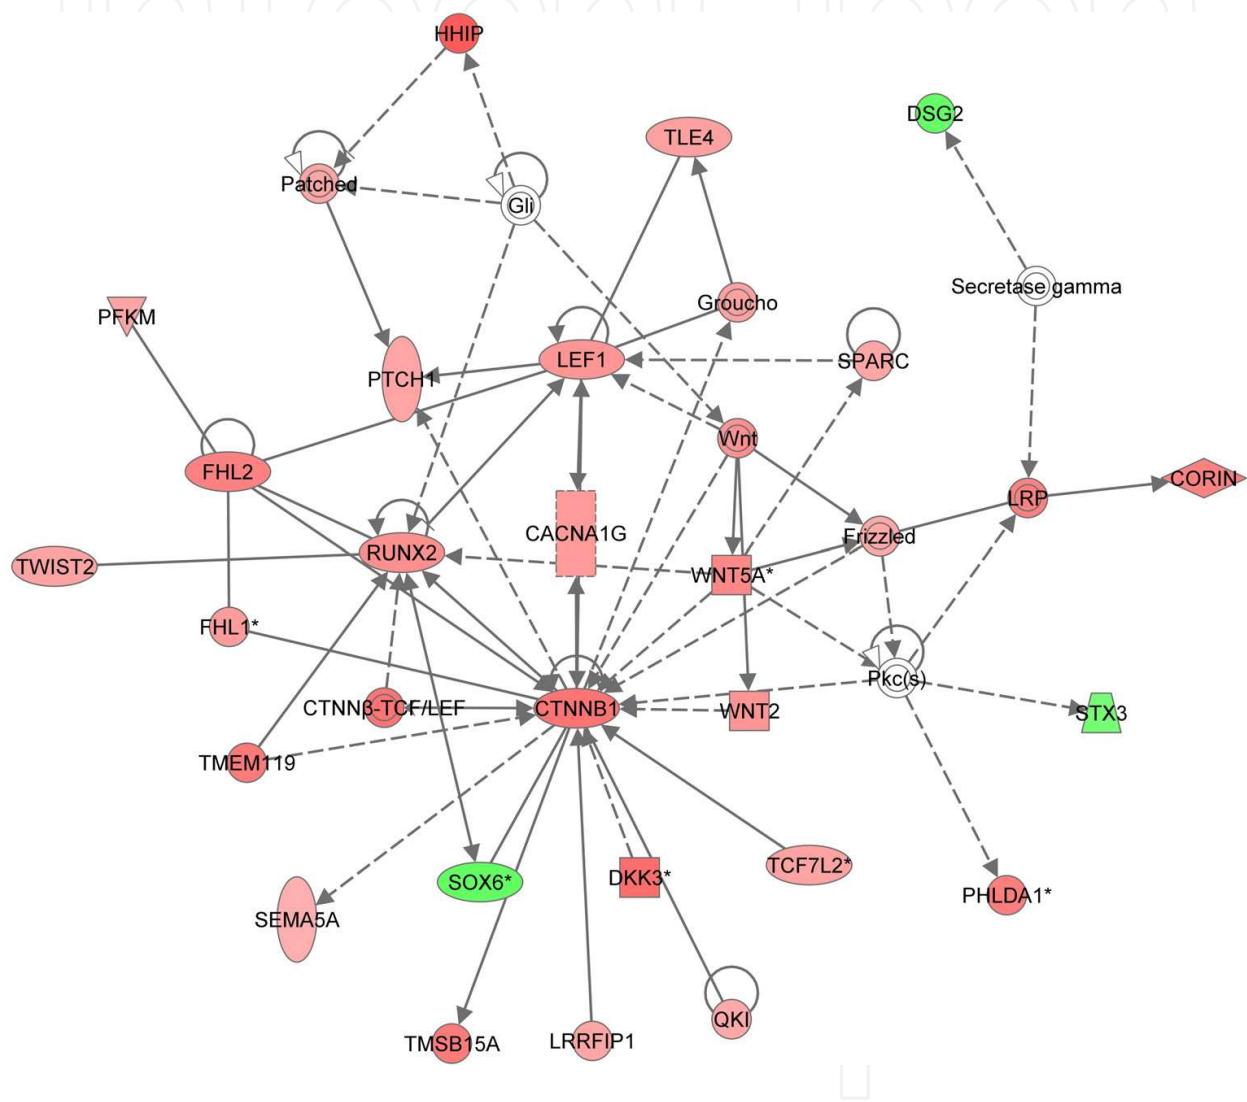 HHIP
DSG2
TLE4
Patched
Gli
Secretase gamma
Groucho
PFKM
LEF1
SPARC
PTCH1
Wnt
FHL2
CORIN
LRP
CACNA1G
Frizzled
RUNX2
TWIST2
WNT5A*
FHL1*
Pkc(s)
CTNNβ-TCF/LEF
CTNNB1
WNT2
STX3
TMEM119
TCF7L2*
DKK3*
SOX6*
PHLDA1*
SEMA5A
QKI
LRRFIP1
TMSB15A